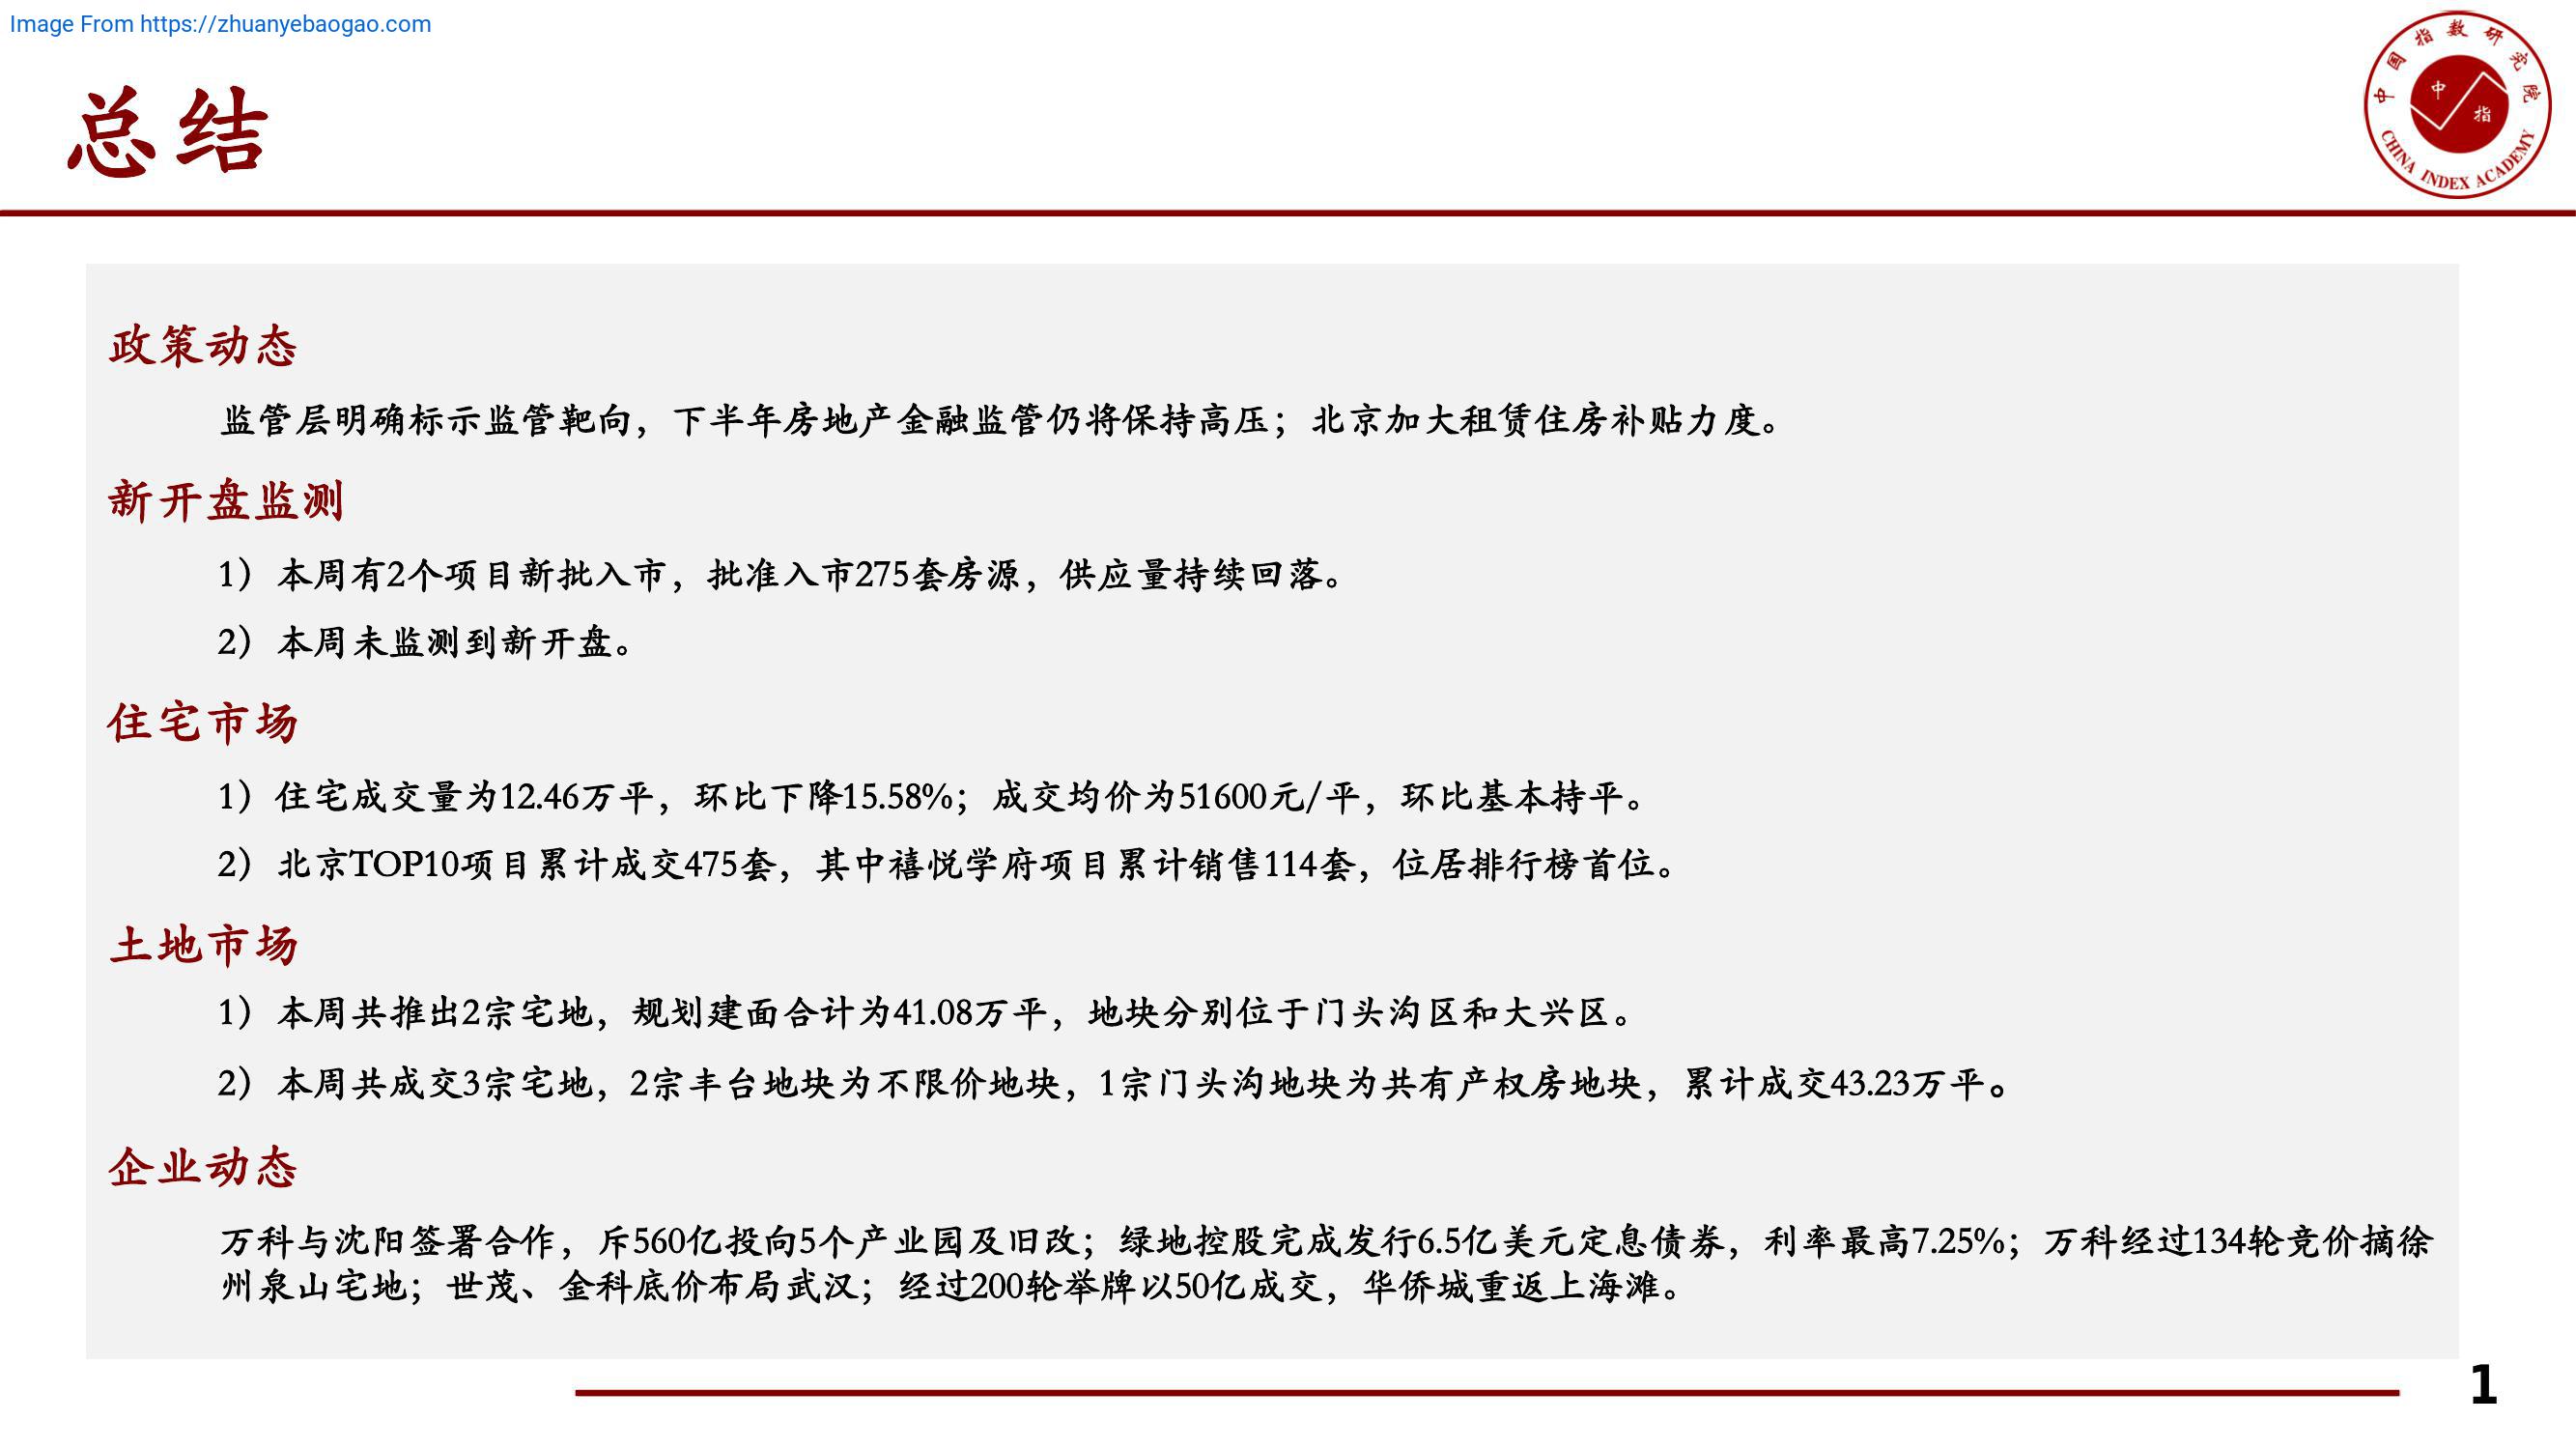 Image From https://zhuanyebaogao.com
中国指数研究院
中指
CHINA INDEX ACADEMY
总结
政策动态
监管层明确标示监管靶向，下半年房地产金融监管仍将保持高压；北京加大租赁住房补贴力度。
新开盘监测
1）本周有2个项目新批入市，批准入市275套房源，供应量持续回落。
2）本周未监测到新开盘。
住宅市场
1）住宅成交量为12.46万平，环比下降15.58%；成交均价为51600元/平，环比基本持平。
2）北京TOP10项目累计成交475套，其中禧悦学府项目累计销售114套，位居排行榜首位。
土地市场
1）本周共推出2宗宅地，规划建面合计为41.08万平，地块分别位于门头沟区和大兴区。
2）本周共成交3宗宅地，2宗丰台地块为不限价地块，1宗门头沟地块为共有产权房地块，累计成交43.23万平。
企业动态
万科与沈阳签署合作，斥560亿投向5个产业园及旧改；绿地控股完成发行6.5亿美元定息债券，利率最高7.25%；万科经过134轮竞价摘徐
州泉山宅地；世茂、金科底价布局武汉；经过200轮举牌以50亿成交，华侨城重返上海滩。
1